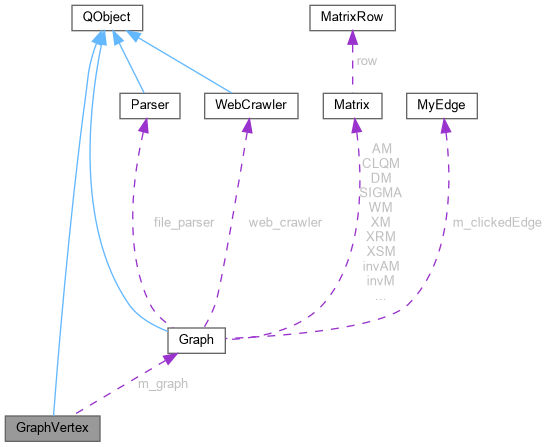 QObject
MatrixRow
row
Parser
WebCrawler
Matrix
MyEdge
AM
CLQM
DM
SIGMA
WM
XM
XRM
XSM
invAM
invM
...
file_parser
web_crawler
m_clickedEdge
Graph
m_graph
GraphVertex